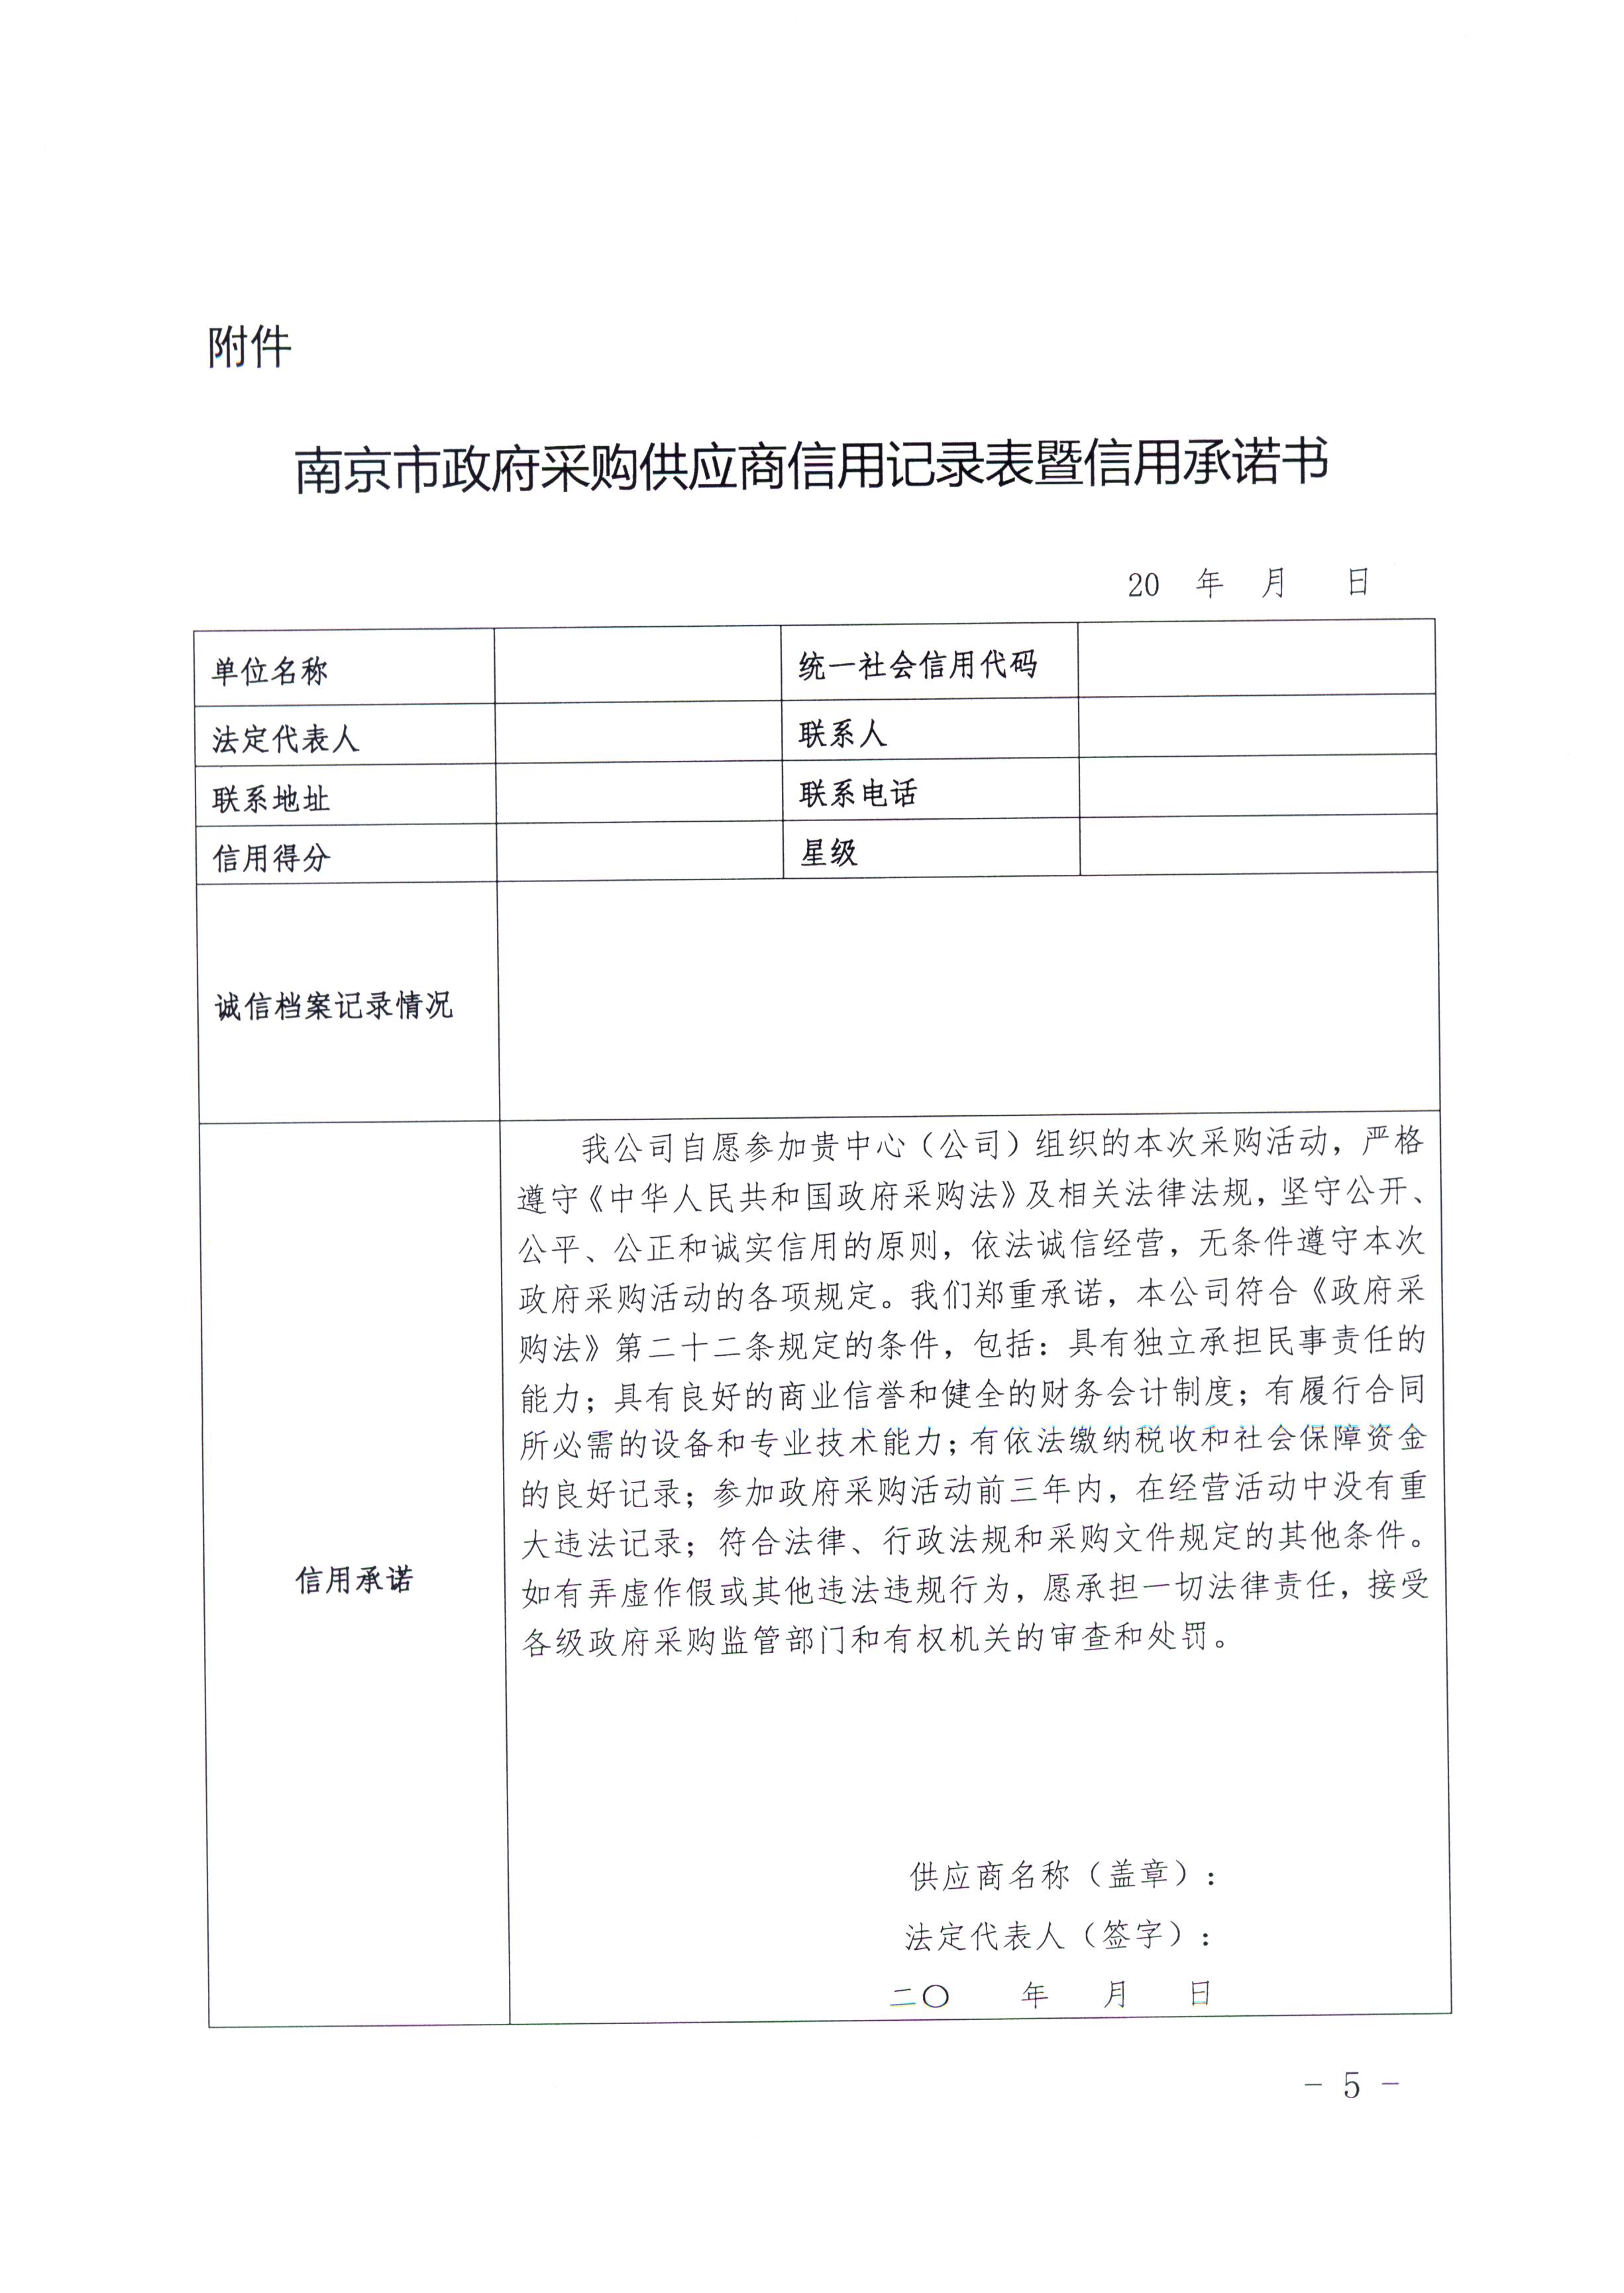 附件
南京市政府采购供应商信用记录表暨信用承诺书
20 年 月 日
单位名称 统一社会信用代码
法定代表人 联系人
联系地址 联系电话
信用得分 星级
诚信档案记录情况
信用承诺
我公司自愿参加贵中心（公司）组织的本次采购活动，严格
遵守《中华人民共和国政府采购法》及相关法律法规，坚守公开、
公平、公正和诚实信用的原则，依法诚信经营，无条件遵守本次
政府采购活动的各项规定。我们郑重承诺，本公司符合《政府采
购法》第二十二条规定的条件，包括：具有独立承担民事责任的
能力；具有良好的商业信誉和健全的财务会计制度；有履行合同
所必需的设备和专业技术能力；有依法缴纳税收和社会保障资金
的良好记录；参加政府采购活动前三年内，在经营活动中没有重
大违法记录；符合法律、行政法规和采购文件规定的其他条件。
如有弄虚作假或其他违法违规行为，愿承担一切法律责任，接受
各级政府采购监管部门和有权机关的审查和处罚。
供应商名称（盖章）：
法定代表人（签字）：
二〇 年 月 日
- 5 -